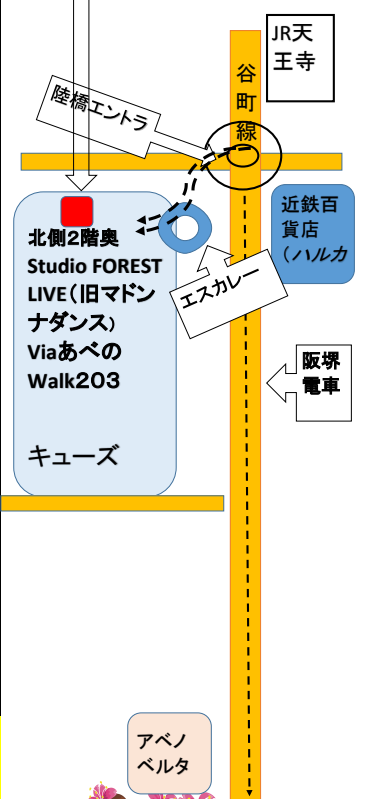 JR天
王寺
谷
町
線
陸橋エントラ
近鉄百
貨店
（ハルカ
北側２階奥
Studio FOREST
LIVE（旧マドン
ナダンス）
Viaあべの
Walk２０３
エスカレー
阪堺
電車
キューズ
アベノ
ベルタ